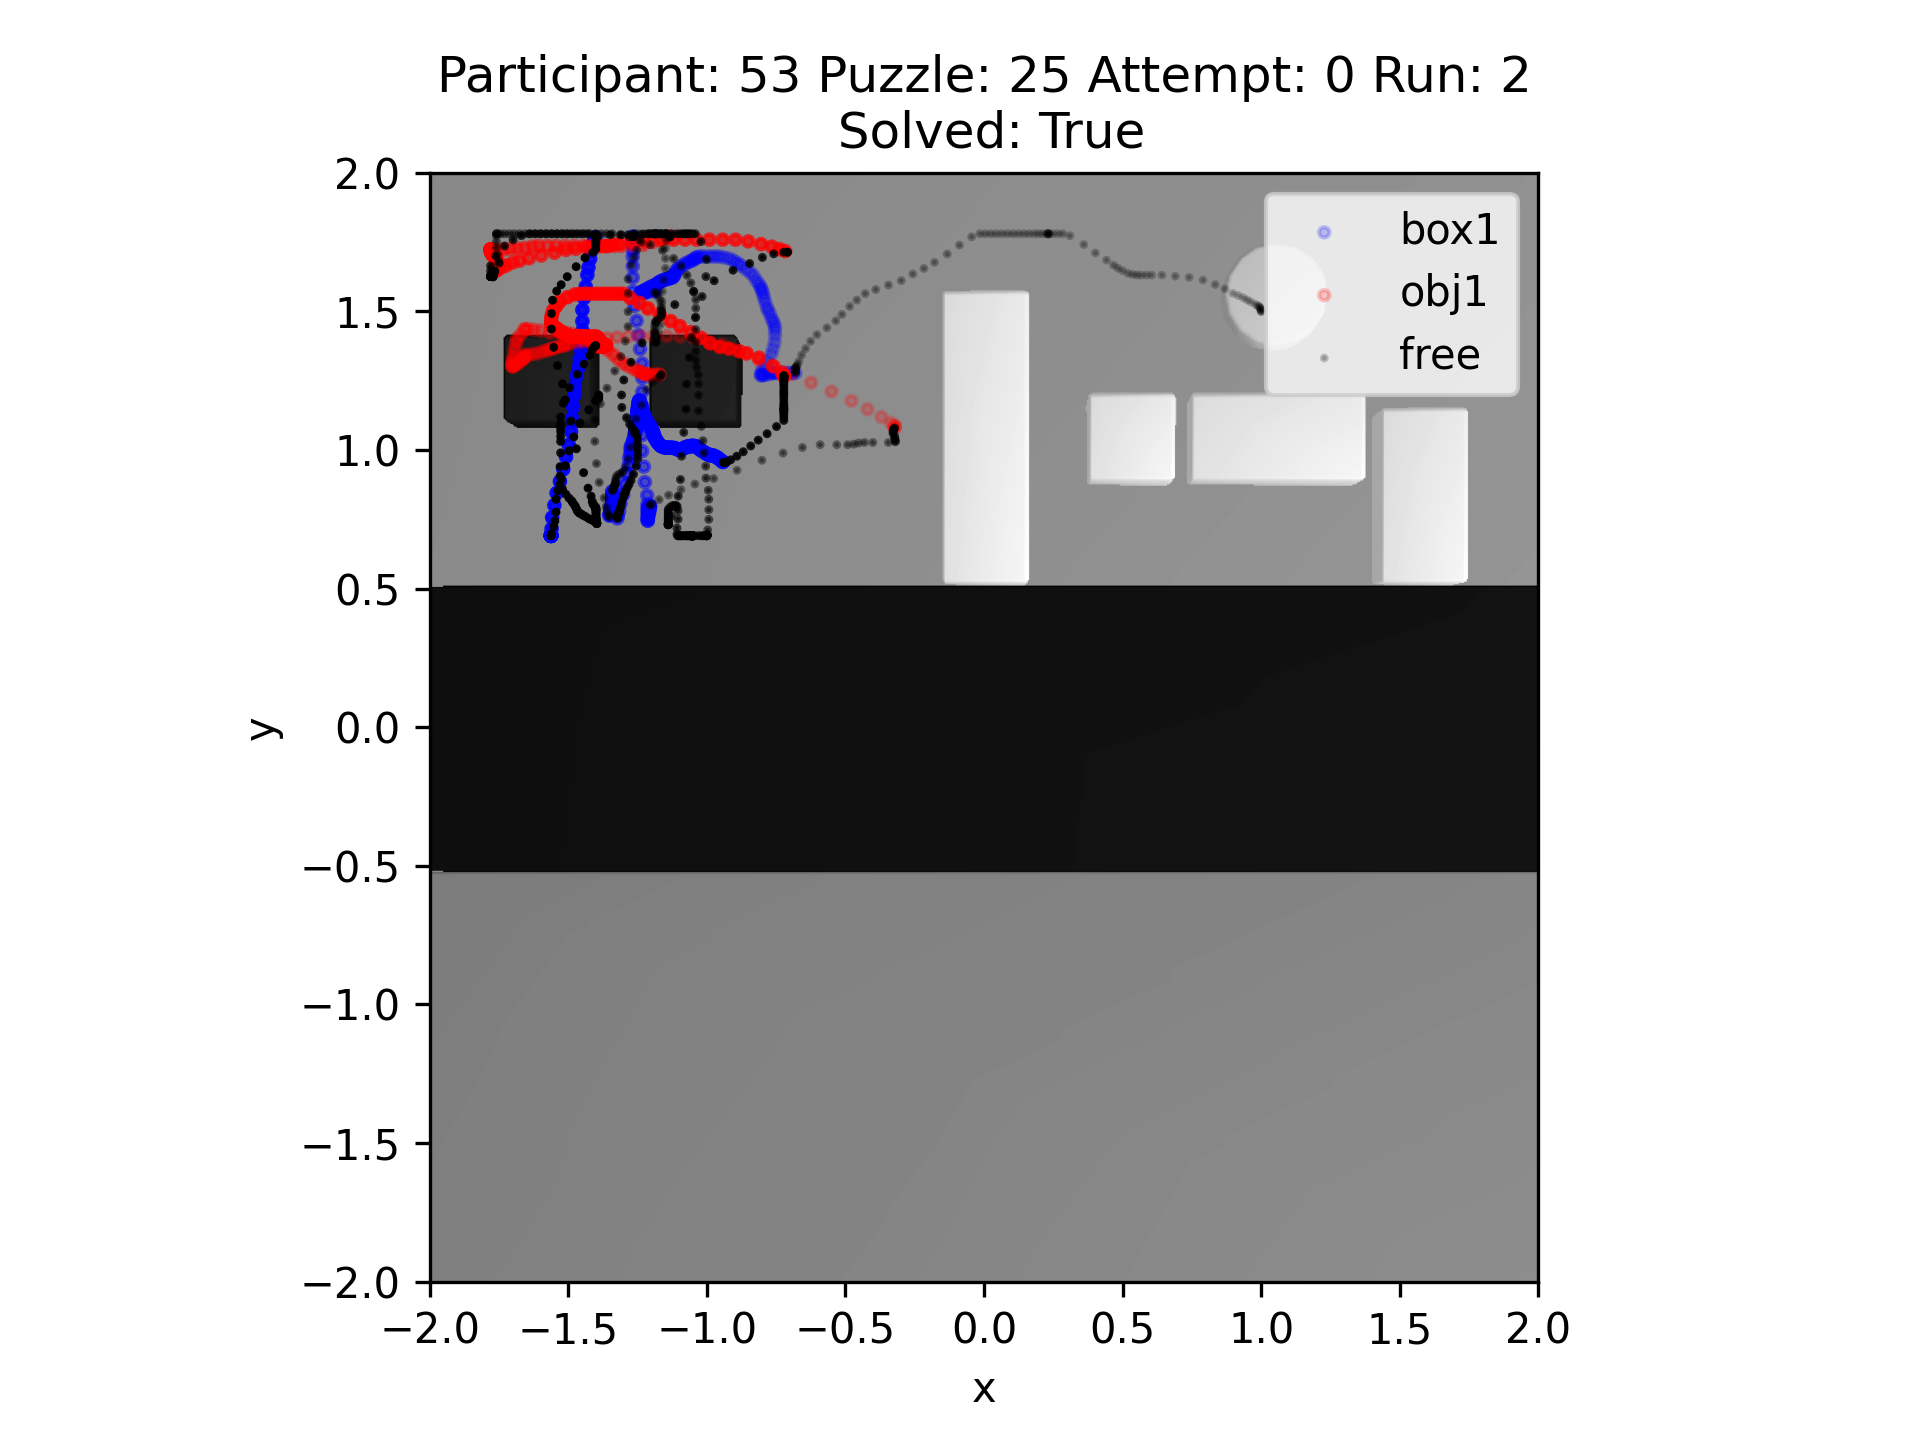 Participant: 53 Puzzle: 25 Attempt: 0 Run: 2
Solved: True
box1
obj1
free
2.0
1.5
1.0
0.5
0.0
−0.5
−1.0
−1.5
−2.0
y
−2.0 −1.5 −1.0 −0.5 0.0 0.5 1.0 1.5 2.0
x